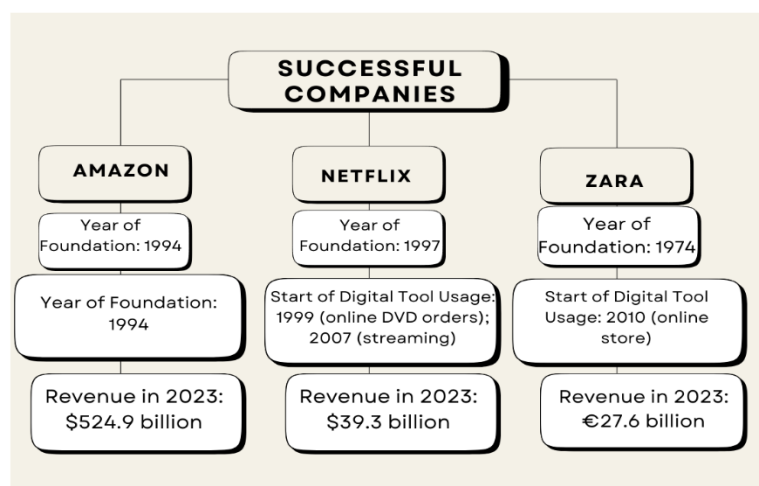 SUCCESSFUL
COMPANIES
AMAZON
Year of
Foundation: 1994
Year of Foundation:
1994
Revenue in 2023:
$524.9 billion
NETFLIX
Year of
Foundation: 1997
Start of Digital Tool Usage:
1999 (online DVD orders);
2007 (streaming)
Revenue in 2023:
$39.3 billion
ZARA
Year of
Foundation: 1974
Start of Digital Tool
Usage: 2010 (online
store)
Revenue in 2023:
€27.6 billion